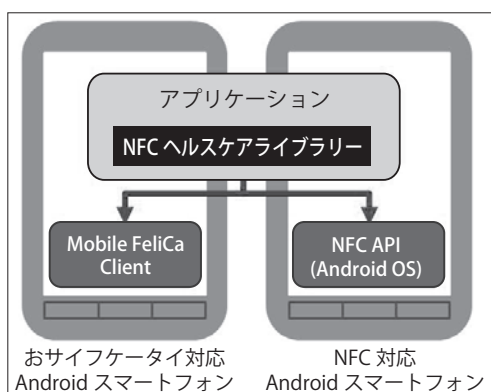 アプリケーション
NFC ヘルスケアライブラリー
Mobile FeliCa
Client
NFC API
(Android OS)
おサイフケータイ対応
Android スマートフォン
NFC 対応
Android スマートフォン